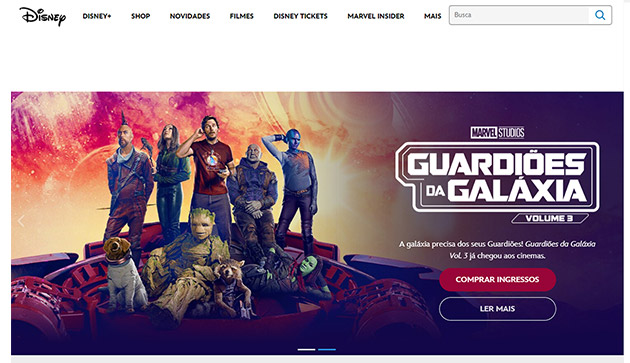 Disney DISNEY+ SHOP NOVIDADES FILMES DISNEY TICKETS MARVEL INSIDER MAIS Busca
MARVEL STUDIOS
GUARDIÕES
DA GALÁXIA
VOLUME 3
A galáxia precisa dos seus Guardiões! Guardiões da Galáxia
Vol. 3 já chegou aos cinemas.
COMPRAR INGRESSOS
LER MAIS